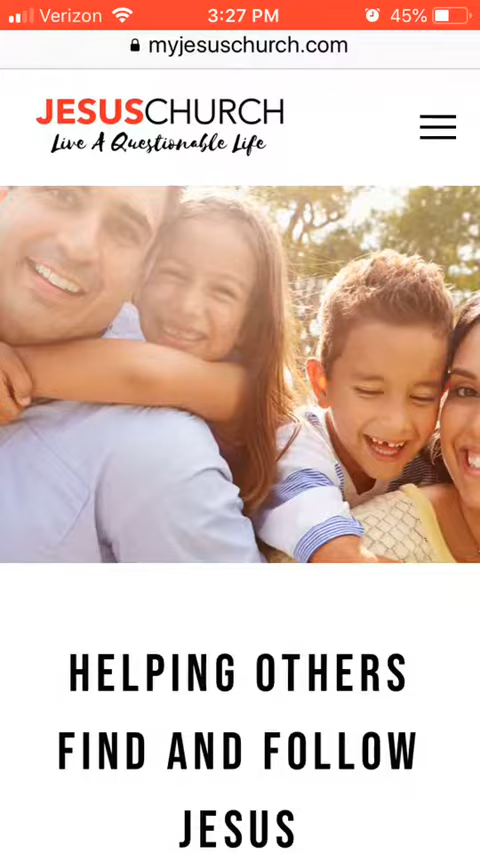 Verizon 3:27 PM 45%
myjesuschurch.com
JESUSCHURCH
Live A Questionable Life
HELPING OTHERS
FIND AND FOLLOW
JESUS